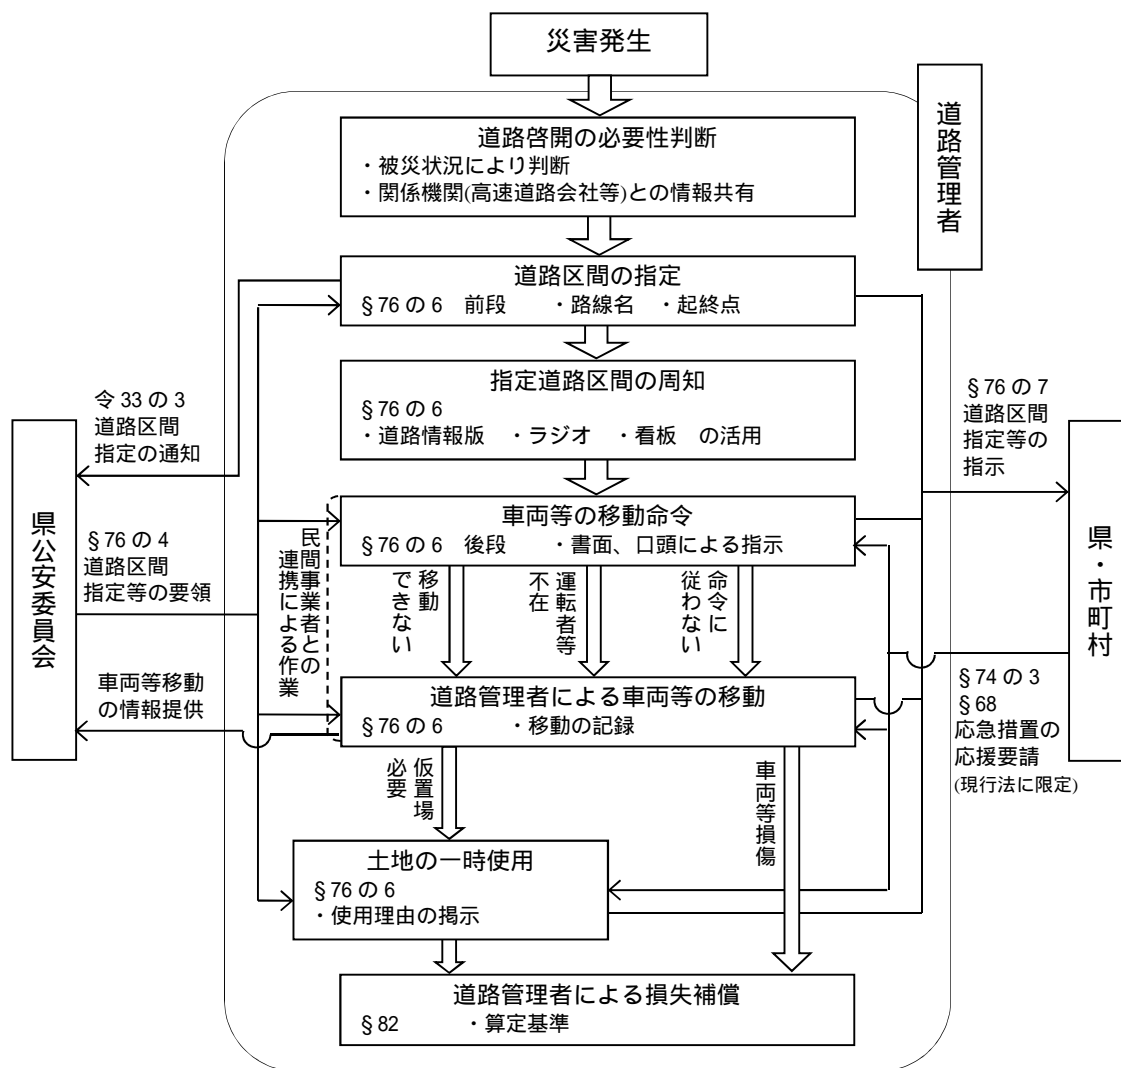 災害発生
道路管理者
道路啓開の必要性判断
・被災状況により判断
・関係機関(高速道路会社等)との情報共有
道路区間の指定
§76の6 前段 ・路線名 ・起終点
指定道路区間の周知
§76の6
・道路情報版 ・ラジオ ・看板 の活用
令33の3
道路区間
指定の通知
§76の7
道路区間
指定等の
指示
県公安委員会
県・市町村
車両等の移動命令
§76の6 後段 ・書面、口頭による指示
§76の4
道路区間
指定等の要領
民間事業者との
連携による作業
移動
できない
運転者等
不在
命令に
従わない
車両等移動
の情報提供
道路管理者による車両等の移動
§76の6 ・移動の記録
§74の3
§68
応急措置の
応援要請
(現行法に限定)
仮置場
必要
車両等損傷
土地の一時使用
§76の6
・使用理由の掲示
道路管理者による損失補償
§82 ・算定基準